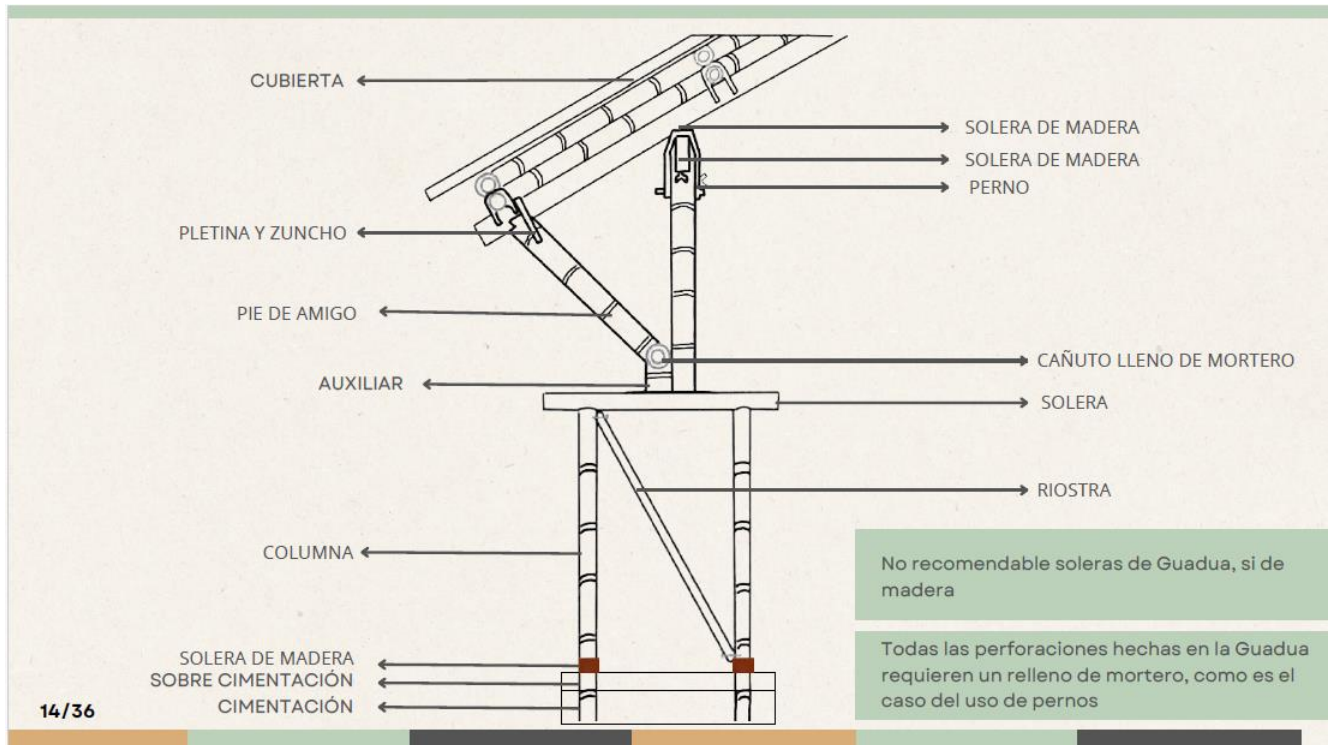 CUBIERTA
SOLERA DE MADERA
SOLERA DE MADERA
PERNO
PLETINA Y ZUNCHO
PIE DE AMIGO
CAÑUTO LLENO DE MORTERO
AUXILIAR
SOLERA
RIOSTRA
COLUMNA
No recomendable soleras de Guadua, si de
madera
Todas las perforaciones hechas en la Guadua
requieren un relleno de mortero, como es el
caso del uso de pernos
SOLERA DE MADERA
SOBRE CIMENTACIÓN
CIMENTACIÓN
14/36